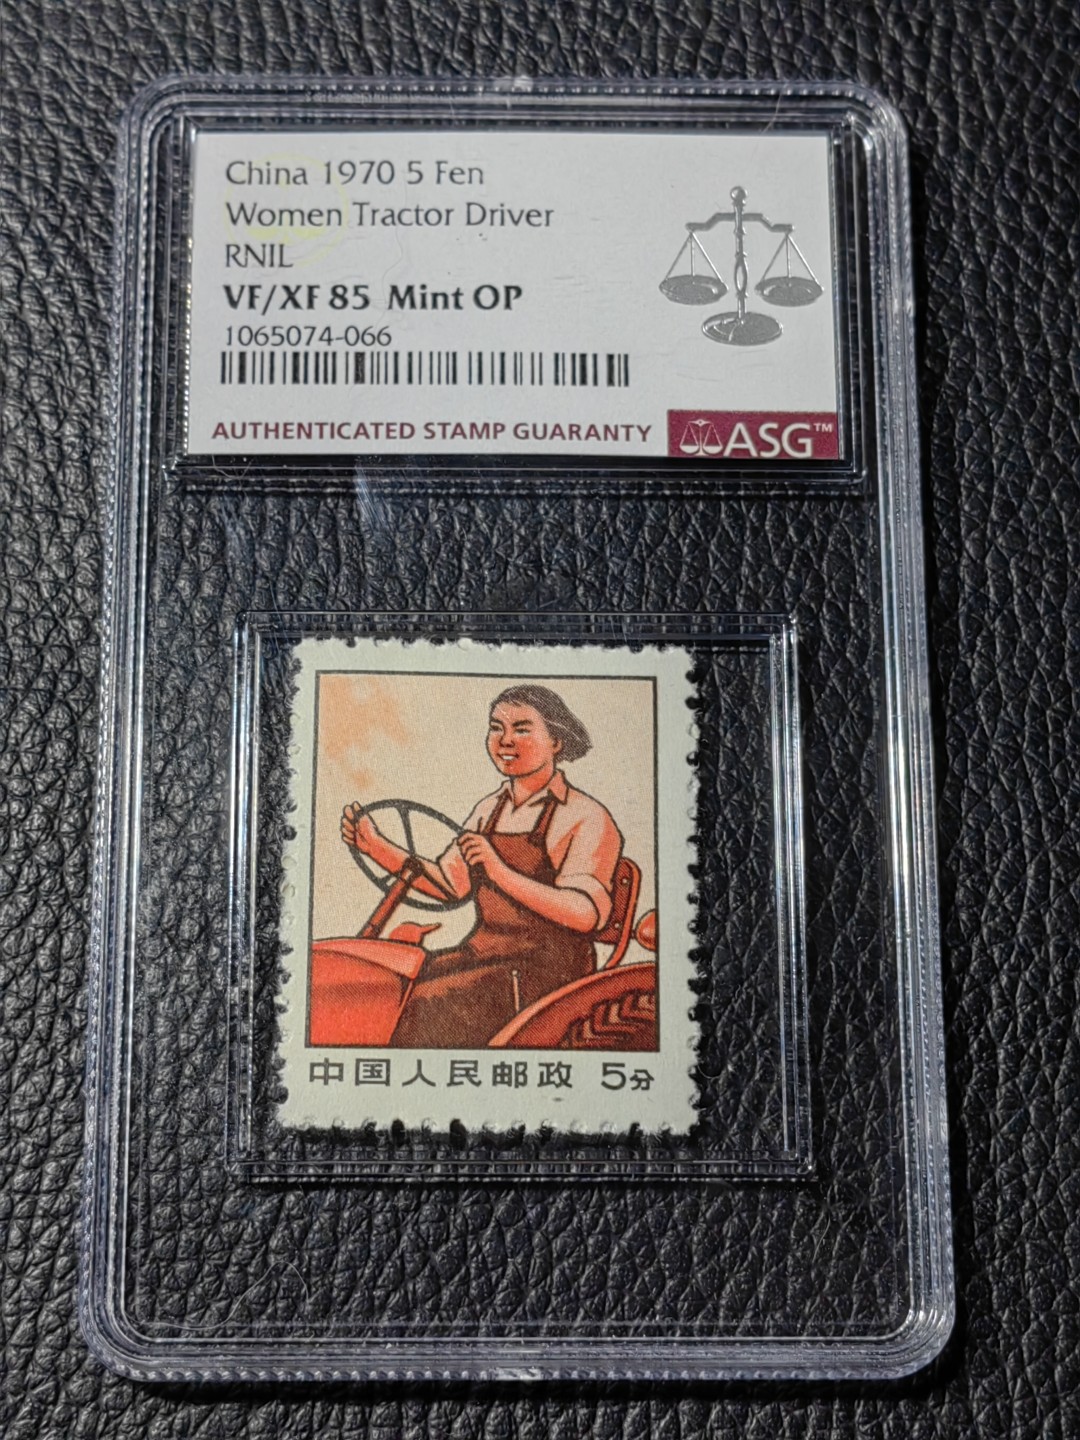 China 1970 5 Fen
Women Tractor Driver
RNIL
VF/XF 85 Mint OP
1065074-066
AUTHENTICATED STAMP GUARANTY
ASG™
中国人民邮政 5分